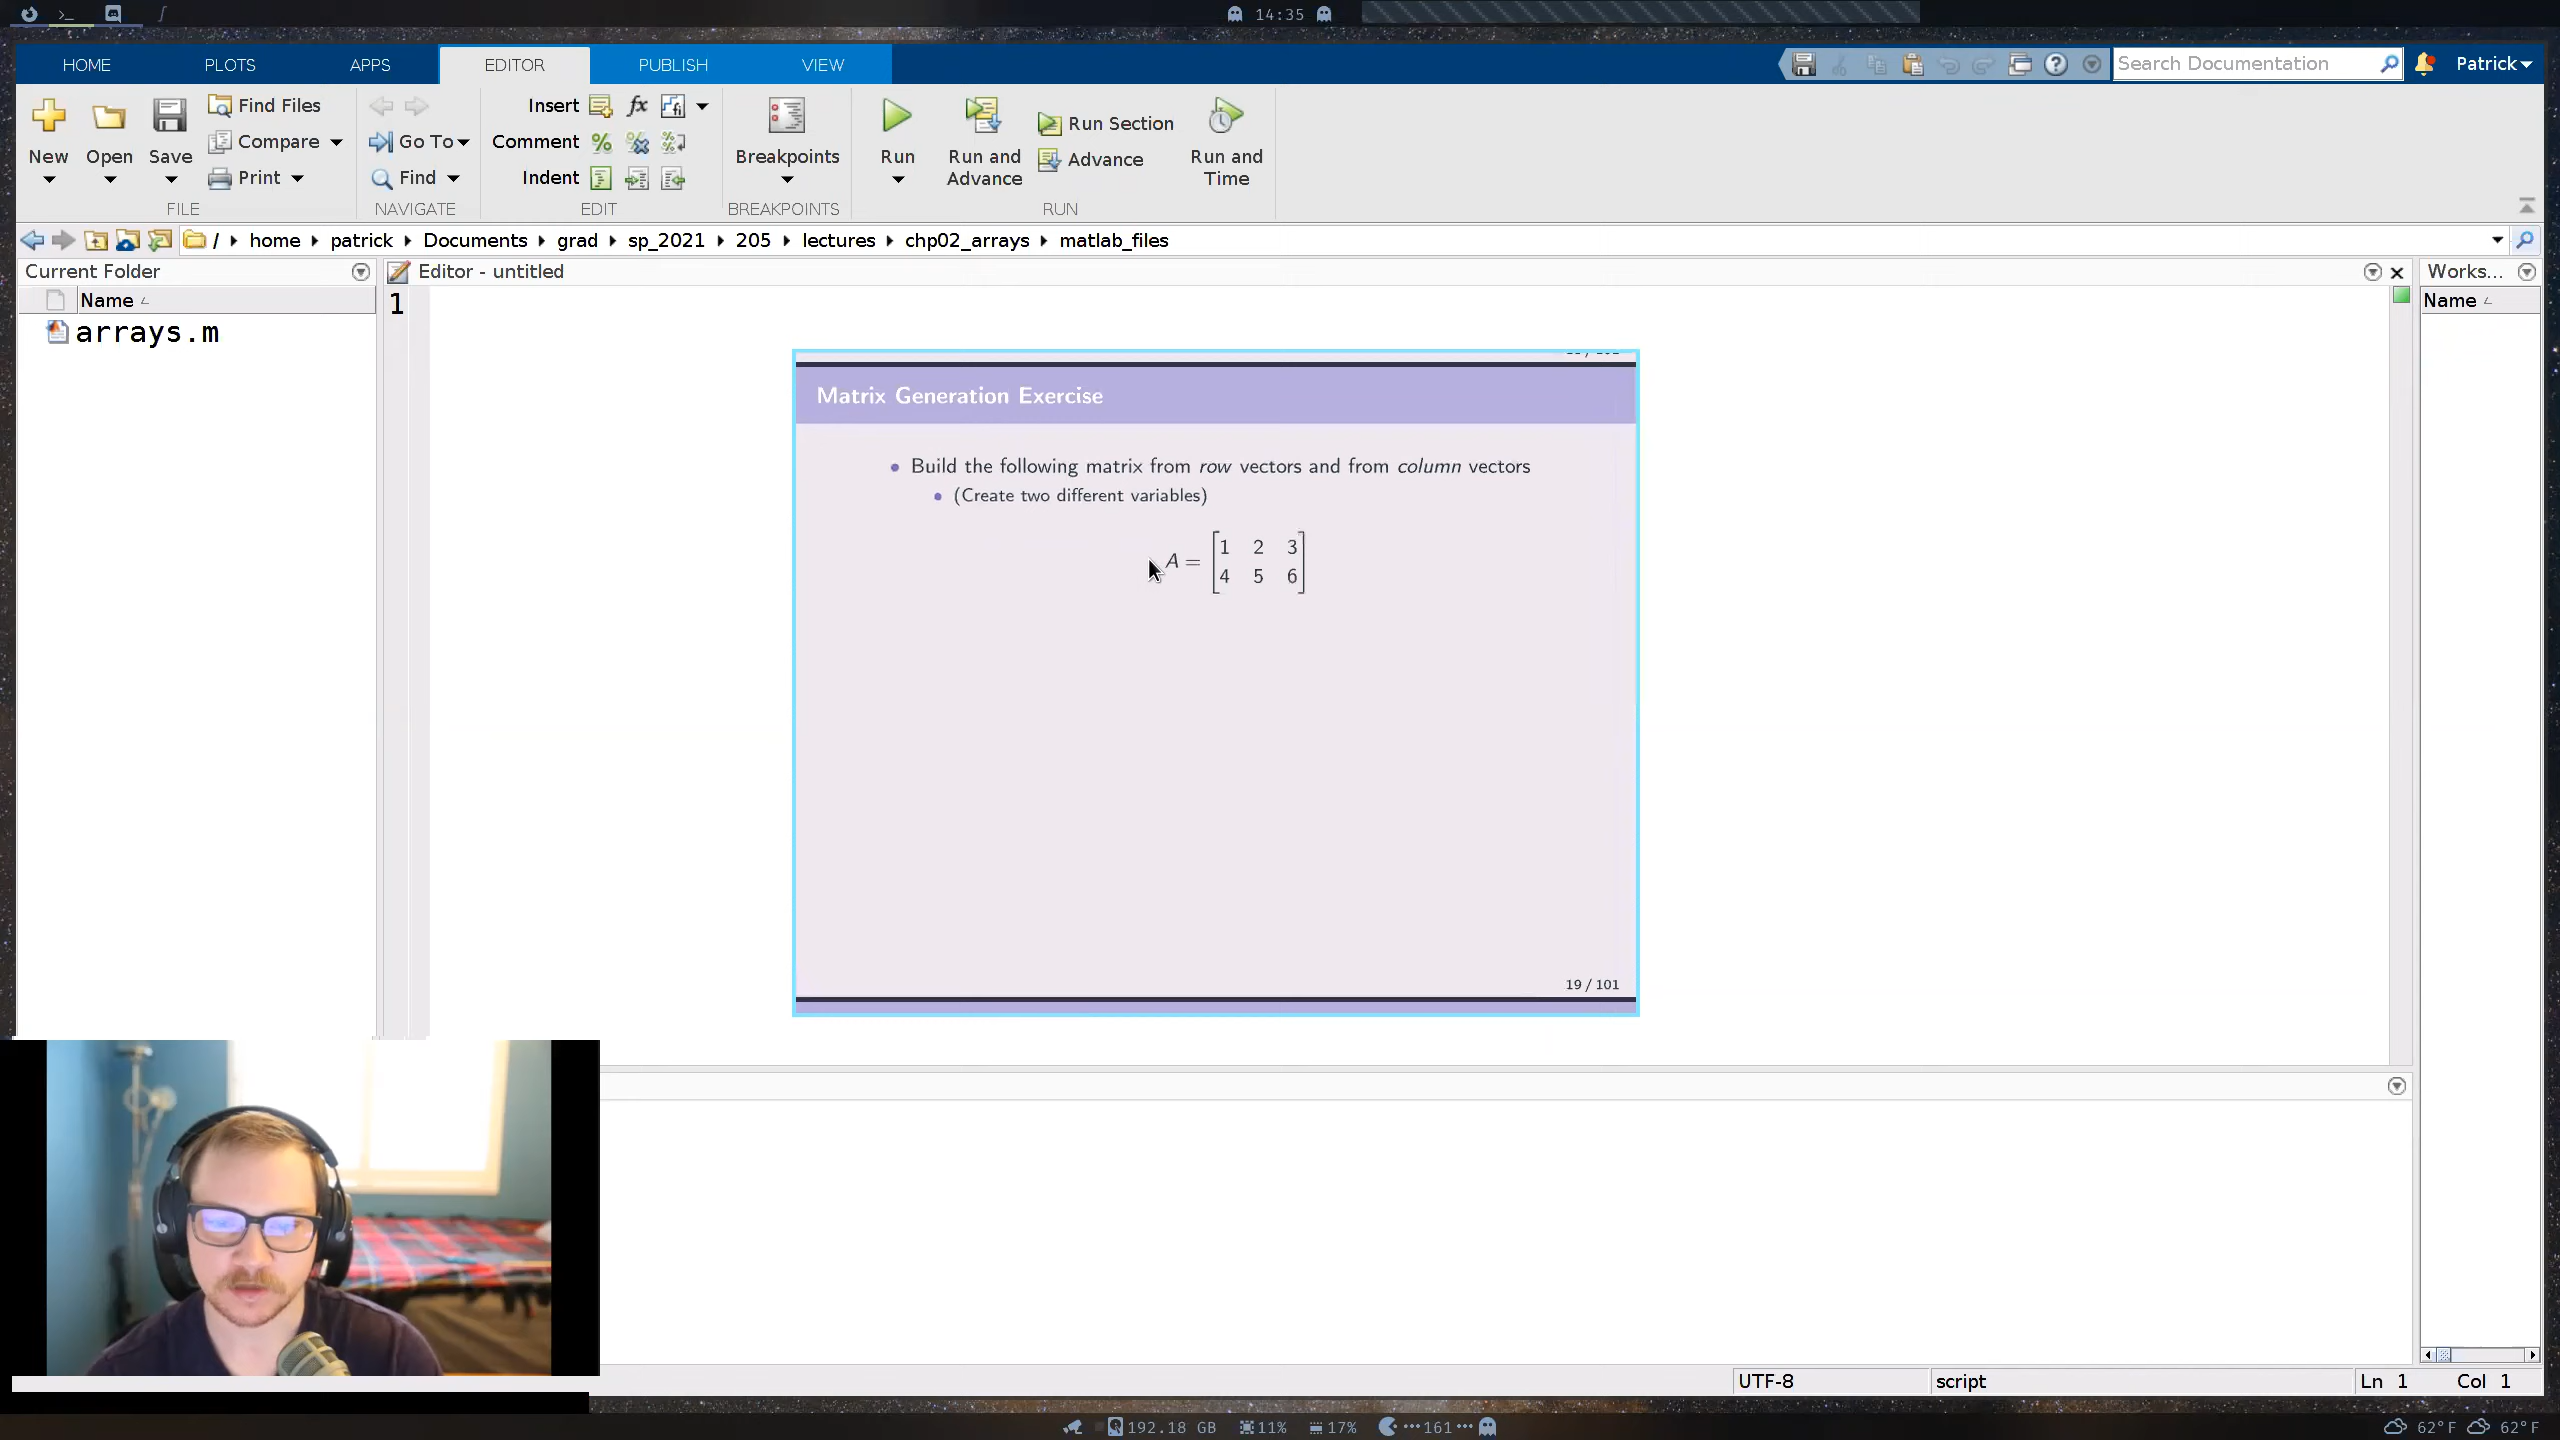 14:35
HOME PLOTS APPS EDITOR PUBLISH VIEW Search Documentation Patrick
Find Files Insert fx
New Open Save Compare Go To Comment Breakpoints Run Run and Advance Run Section Run and Time
Print Find Indent Advance
FILE NAVIGATE EDIT BREAKPOINTS RUN
/ home patrick Documents grad sp_2021 205 lectures chp02_arrays matlab_files
Current Folder Editor - untitled Works...
Name 1 Name
arrays.m
Matrix Generation Exercise
• Build the following matrix from row vectors and from column vectors
• (Create two different variables)
A = [1 2 3
4 5 6]
19 / 101
UTF-8 script Ln 1 Col 1
192.18 GB 11% 17% 161 62°F 62°F